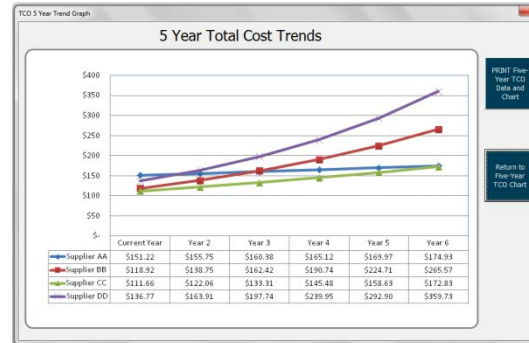 TCO 5 Year Trend Graph
5 Year Total Cost Trends
$400
$350
$300
$250
$200
$150
$100
$50
$-
Current Year Year 2 Year 3 Year 4 Year 5 Year 6
Supplier AA $151.22 $155.75 $160.38 $165.12 $169.97 $174.93
Supplier BB $118.92 $138.75 $162.42 $190.74 $224.71 $265.57
Supplier CC $111.66 $122.06 $133.31 $145.48 $158.63 $172.83
Supplier DD $136.77 $163.91 $197.74 $239.95 $292.90 $359.73
PRINT Five-
Year TCO
Data and
Chart
Return to
Five-Year
TCO Chart